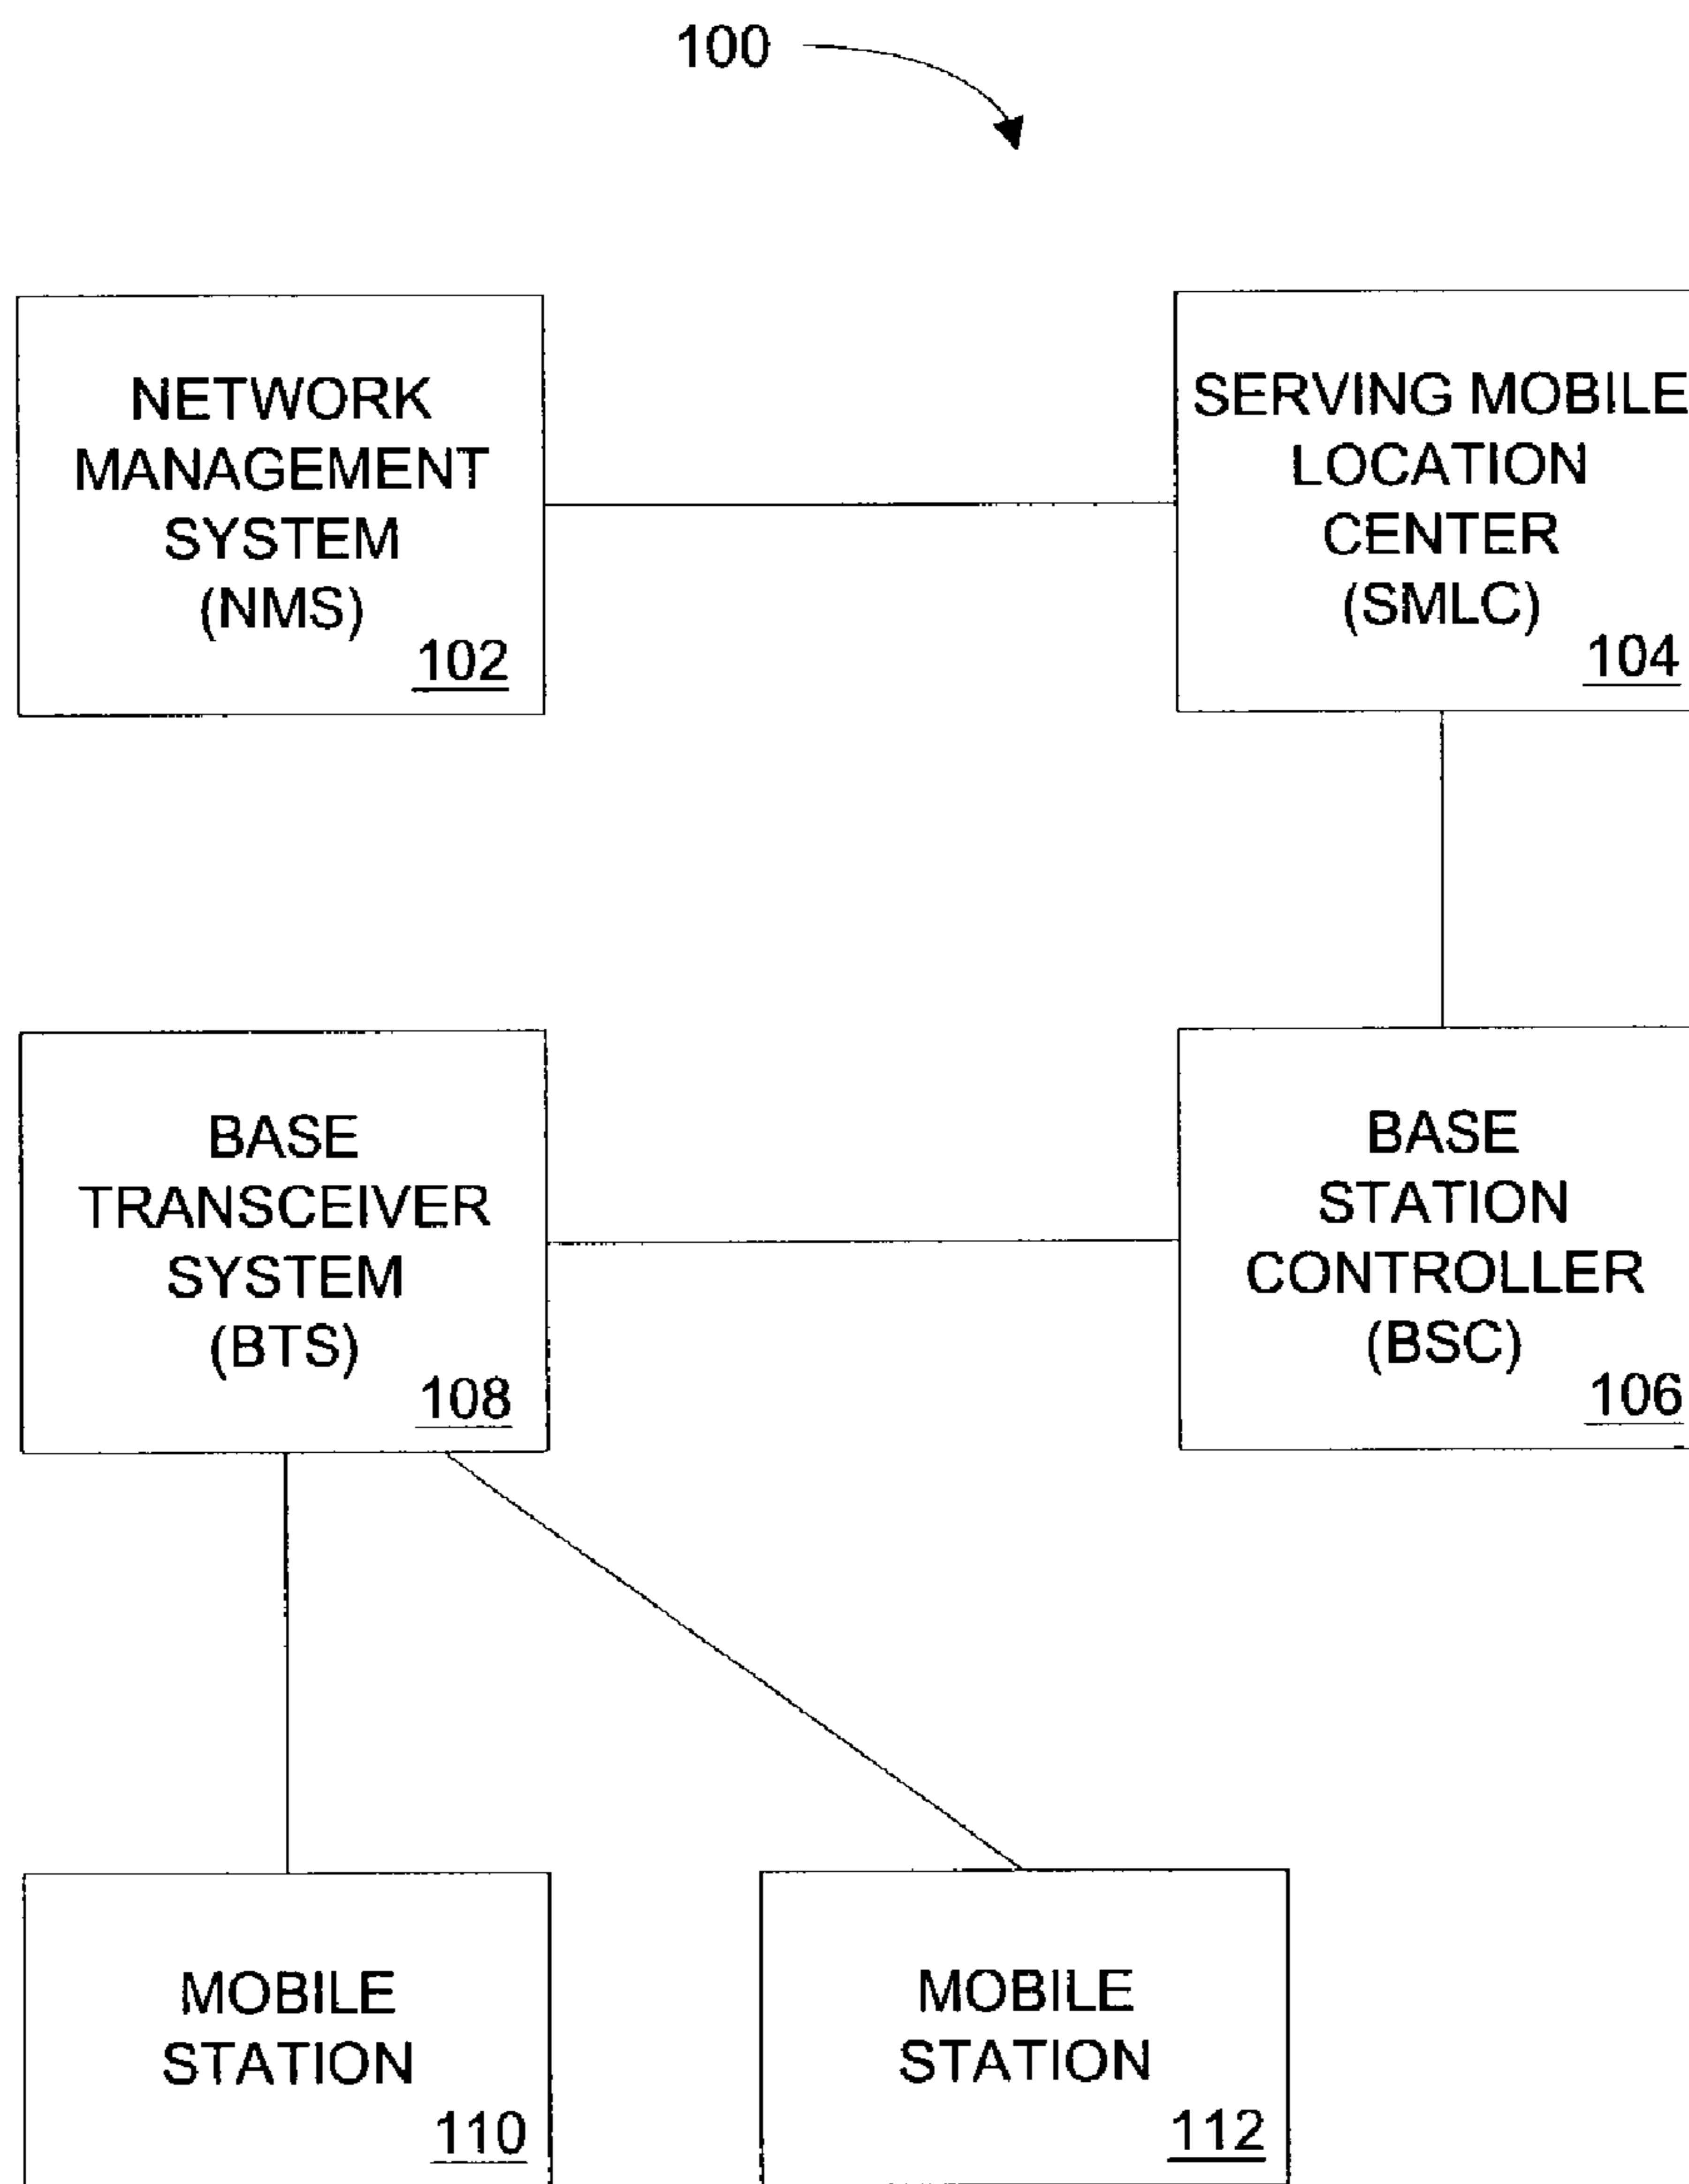 100
NETWORK
MANAGEMENT
SYSTEM
(NMS)
102
SERVING MOBILE
LOCATION
CENTER
(SMLC)
104
BASE
TRANSCEIVER
SYSTEM
(BTS)
108
BASE
STATION
CONTROLLER
(BSC)
106
MOBILE
STATION
110
MOBILE
STATION
112